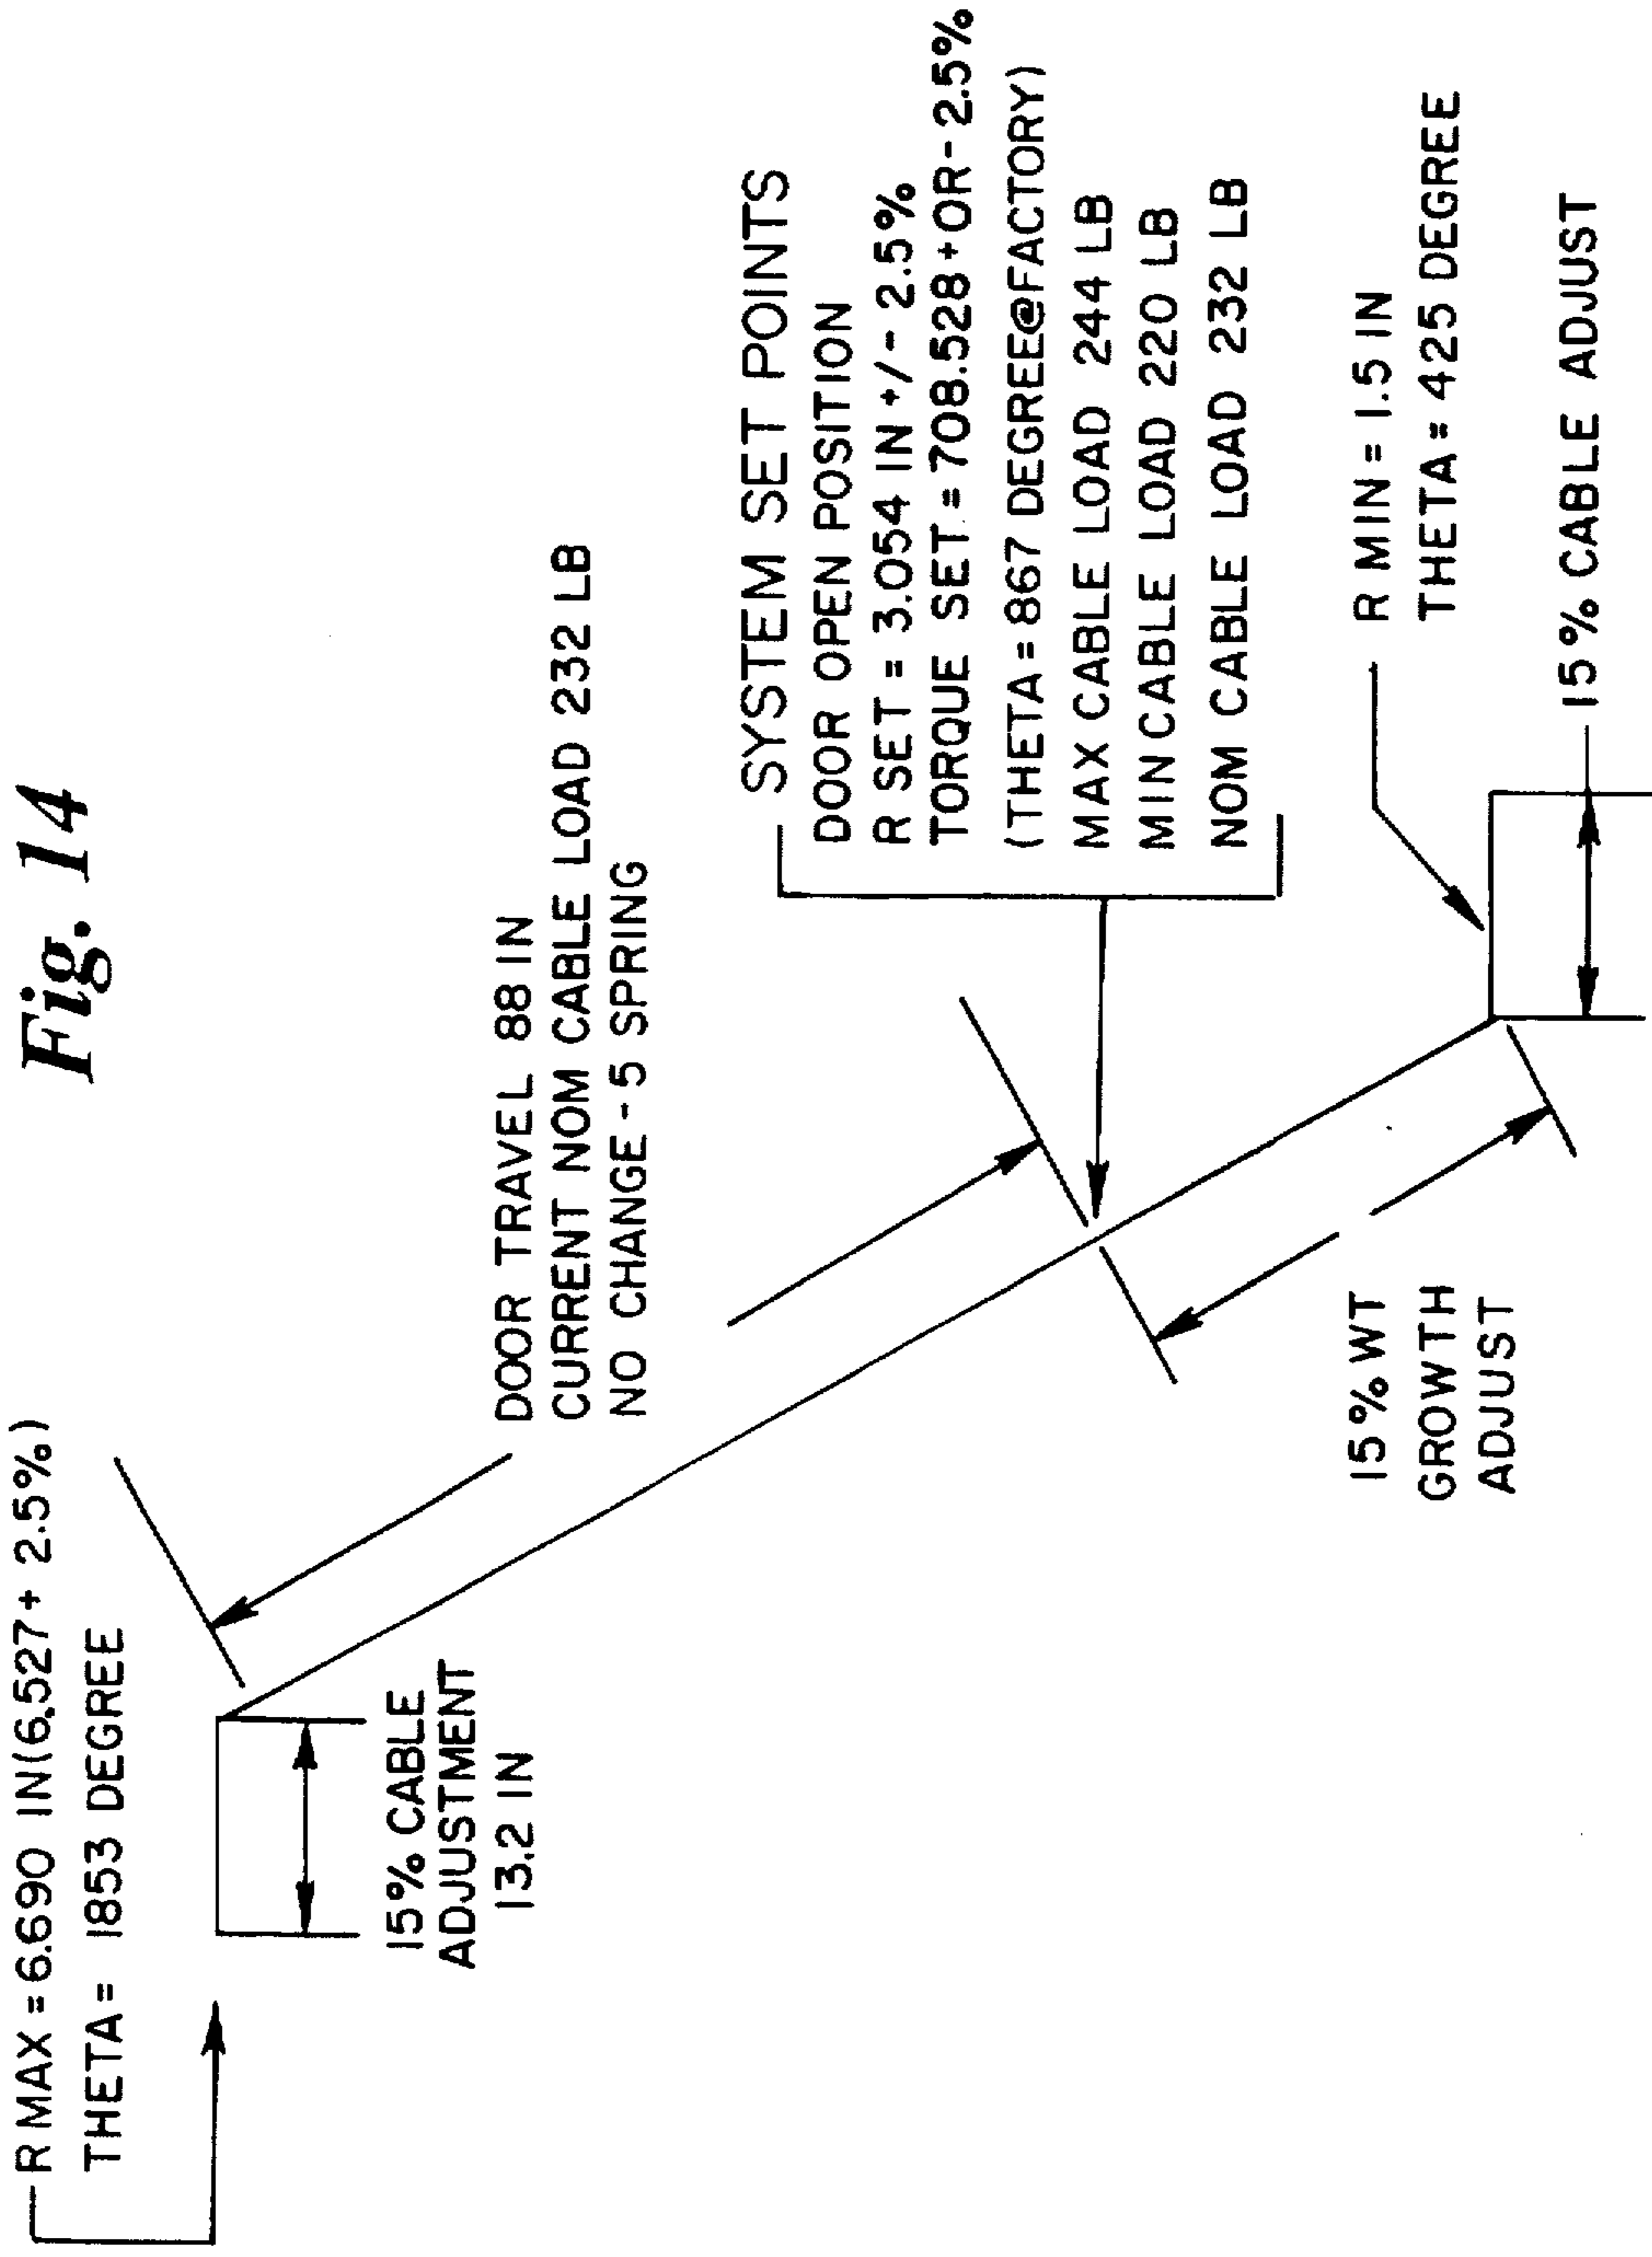 Fig. 14
R MAX = 6.690 IN(6.527+ 2.5%)
THETA = 1853 DEGREE
15% CABLE
ADJUSTMENT
13.2 IN
DOOR TRAVEL 88 IN
CURRENT NOM CABLE LOAD 232 LB
NO CHANGE - 5 SPRING
SYSTEM SET POINTS
DOOR OPEN POSITION
R SET = 3.054 IN +/- 2.5%
TORQUE SET = 708.528 + OR - 2.5%
(THETA = 867 DEGREE@FACTORY)
MAX CABLE LOAD 244 LB
MIN CABLE LOAD 220 LB
NOM CABLE LOAD 232 LB
15% WT
GROWTH
ADJUST
R MIN = 1.5 IN
THETA = 425 DEGREE
15% CABLE ADJUST